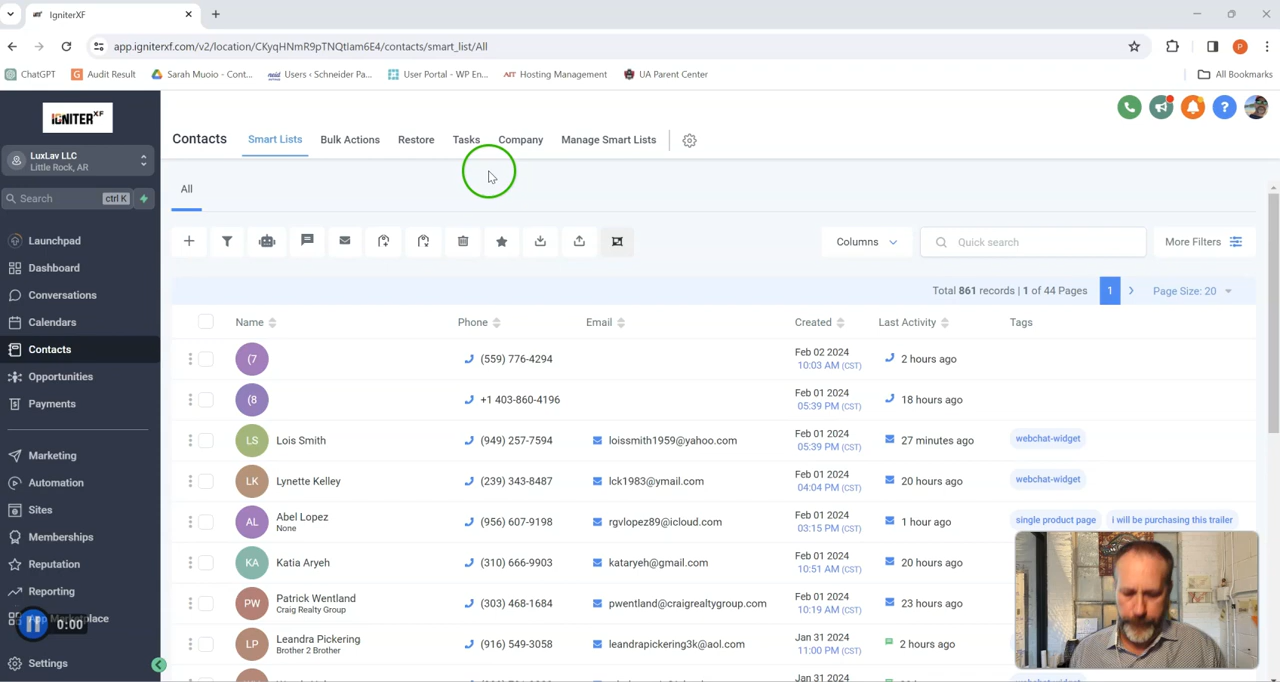 IgniterXF
app.igniterxf.com/v2/location/CKyqHNmR9pTNQtlam6E4/contacts/smart_list/All
P
ChatGPT
Audit Result
Sarah Muoio - Cont...
Users ‹ Schneider Pa...
User Portal - WP En...
AIT Hosting Management
UA Parent Center
All Bookmarks
IGNITER XF
LuxLav LLC
Little Rock, AR
Search
ctrl K
Launchpad
Dashboard
Conversations
Calendars
Contacts
Opportunities
Payments
Marketing
Automation
Sites
Memberships
Reputation
Reporting
0:00
Settings
Contacts
Smart Lists
Bulk Actions
Restore
Tasks
Company
Manage Smart Lists
All
Columns
Quick search
More Filters
Total 861 records | 1 of 44 Pages
1
Page Size: 20
Name
Phone
Email
Created
Last Activity
Tags
(7
(559) 776-4294
Feb 02 2024
10:03 AM (CST)
2 hours ago
(8
+1 403-860-4196
Feb 01 2024
05:39 PM (CST)
18 hours ago
LS
Lois Smith
(949) 257-7594
loissmith1959@yahoo.com
Feb 01 2024
05:39 PM (CST)
27 minutes ago
webchat-widget
LK
Lynette Kelley
(239) 343-8487
lck1983@ymail.com
Feb 01 2024
04:04 PM (CST)
20 hours ago
webchat-widget
AL
Abel Lopez
None
(956) 607-9198
rgvlopez89@icloud.com
Feb 01 2024
03:15 PM (CST)
1 hour ago
single product page
i will be purchasing this trailer
KA
Katia Aryeh
(310) 666-9903
kataryeh@gmail.com
Feb 01 2024
10:51 AM (CST)
20 hours ago
PW
Patrick Wentland
Craig Realty Group
(303) 468-1684
pwentland@craigrealtygroup.com
Feb 01 2024
10:19 AM (CST)
23 hours ago
LP
Leandra Pickering
Brother 2 Brother
(916) 549-3058
leandrapickering3k@aol.com
Jan 31 2024
11:00 PM (CST)
2 hours ago
Jan 31 2024